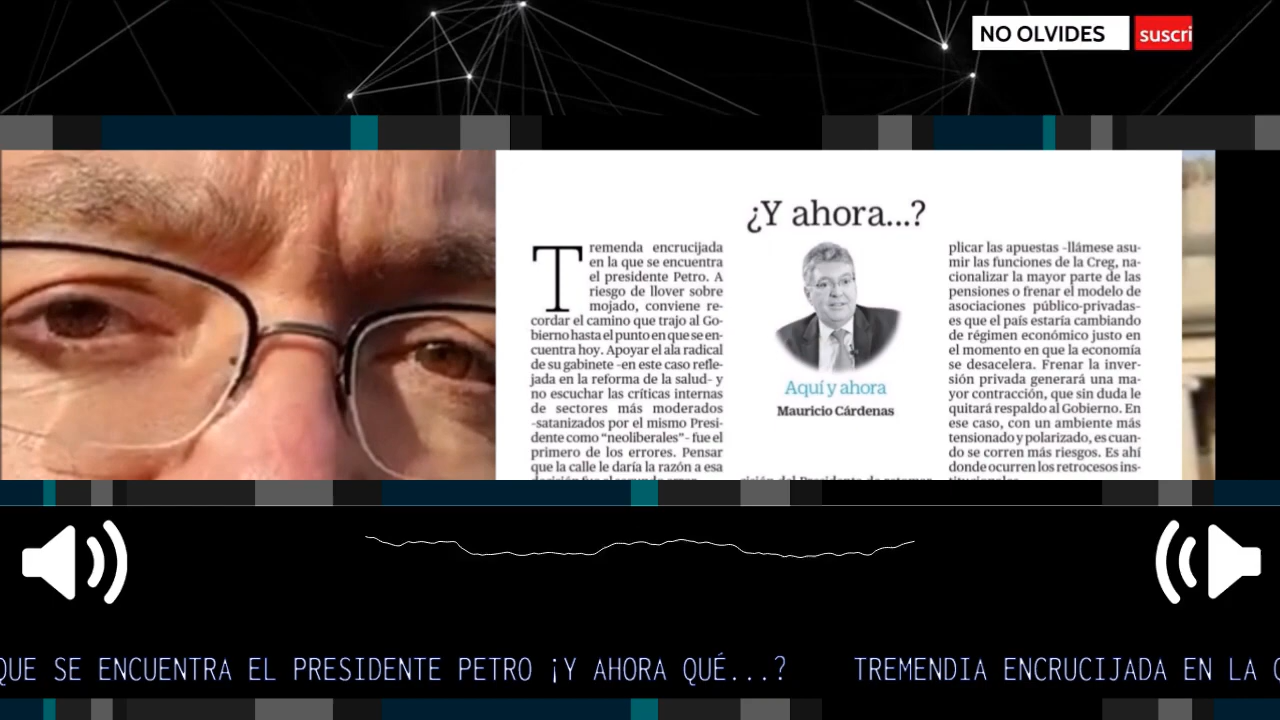 NO OLVIDES
suscri
¿Y ahora...?
Tremenda encrucijada
en la que se encuentra
el presidente Petro. A
riesgo de llover sobre
mojado, conviene re-
cordar el camino que trajo al Go-
bierno hasta el punto en que se en-
cuentra hoy. Apoyar el ala radical
de su gabinete -en este caso refle-
jada en la reforma de la salud- y
no escuchar las críticas internas
de sectores más moderados
-satanizados por el mismo Presi-
dente como “neoliberales”- fue el
primero de los errores. Pensar
que la calle le daría la razón a esa
Aquí y ahora
Mauricio Cárdenas
plicar las apuestas -llámese asu-
mir las funciones de la Creg, na-
cionalizar la mayor parte de las
pensiones o frenar el modelo de
asociaciones público-privadas-
es que el país estaría cambiando
de régimen económico justo en
el momento en que la economía
se desacelera. Frenar la inver-
sión privada generará una ma-
yor contracción, que sin duda le
quitará respaldo al Gobierno. En
ese caso, con un ambiente más
tensionado y polarizado, es cuan-
do se corren más riesgos. Es ahí
donde ocurren los retrocesos ins-
QUE SE ENCUENTRA EL PRESIDENTE PETRO ¡Y AHORA QUÉ...? TREMENDIA ENCRUCIJADA EN LA